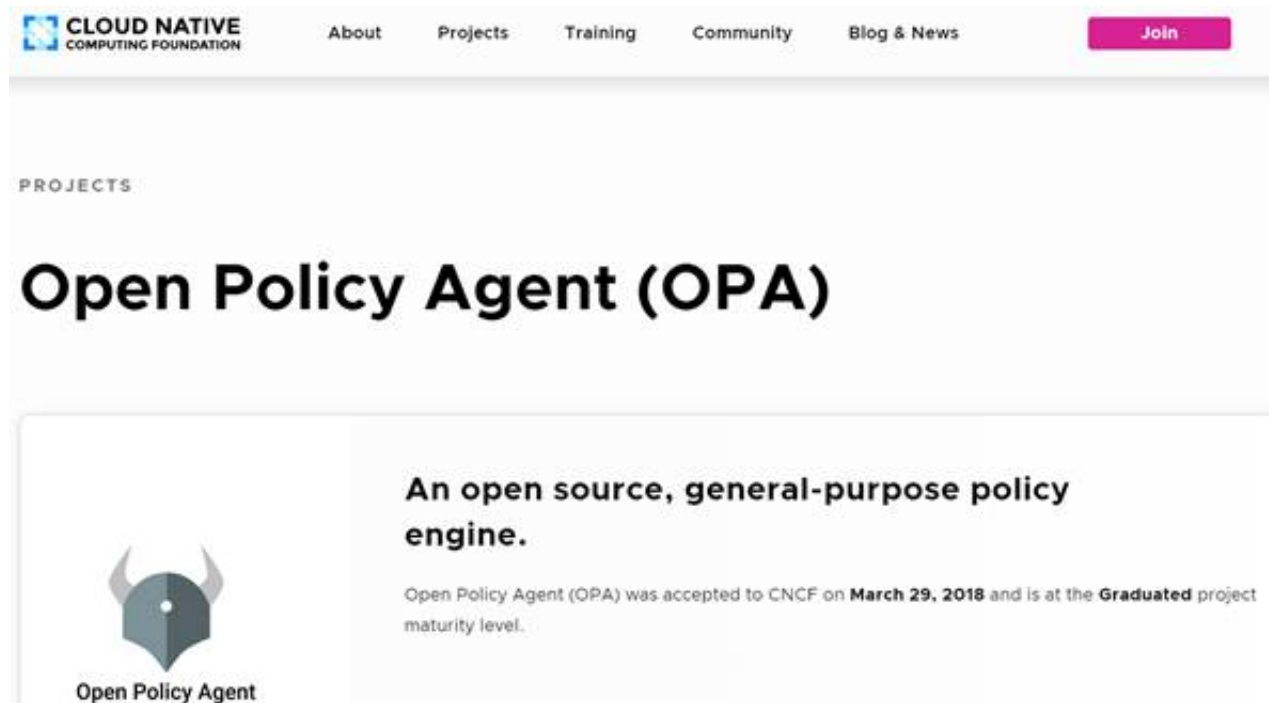 CLOUD NATIVE
COMPUTING FOUNDATION
About Projects Training Community Blog & News Join
PROJECTS
Open Policy Agent (OPA)
An open source, general-purpose policy
engine.
Open Policy Agent (OPA) was accepted to CNCF on March 29, 2018 and is at the Graduated project
maturity level.
Open Policy Agent